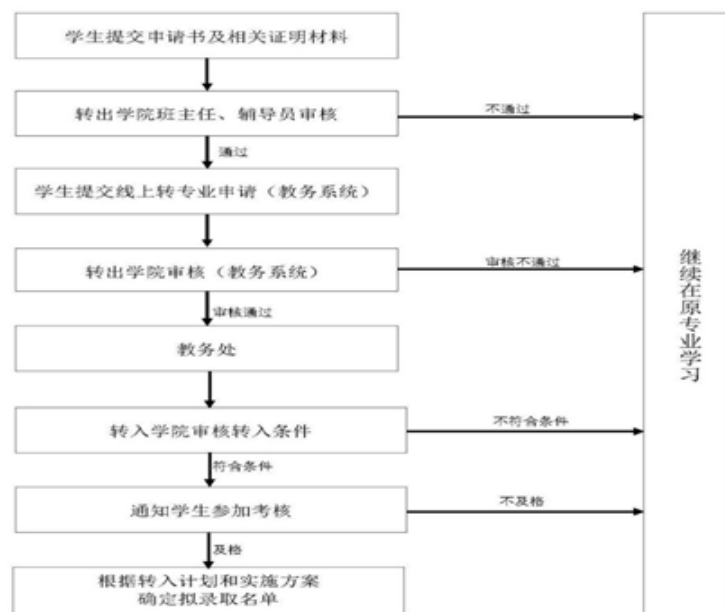 学生提交申请书及相关证明材料
转出学院班主任、辅导员审核
不通过
通过
学生提交线上转专业申请（教务系统）
转出学院审核（教务系统）
审核不通过
审核通过
教务处
转入学院审核转入条件
不符合条件
符合条件
通知学生参加考核
不及格
及格
根据转入计划和实施方案
确定拟录取名单
继续在原专业学习